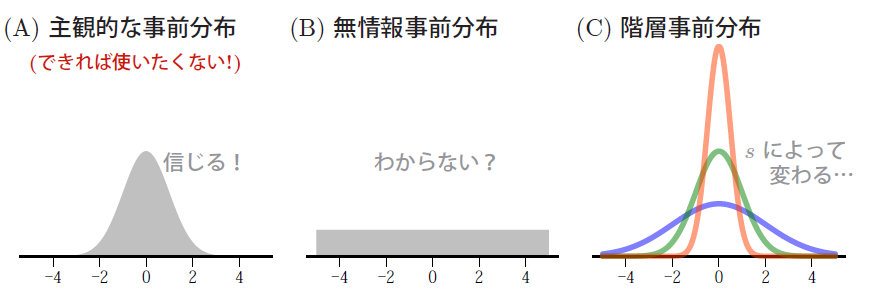 (A) 主観的な事前分布
(できれば使いたくない!)
信じる！
−4 −2 0 2 4
(B) 無情報事前分布
わからない？
−4 −2 0 2 4
(C) 階層事前分布
s によって
変わる…
−4 −2 0 2 4